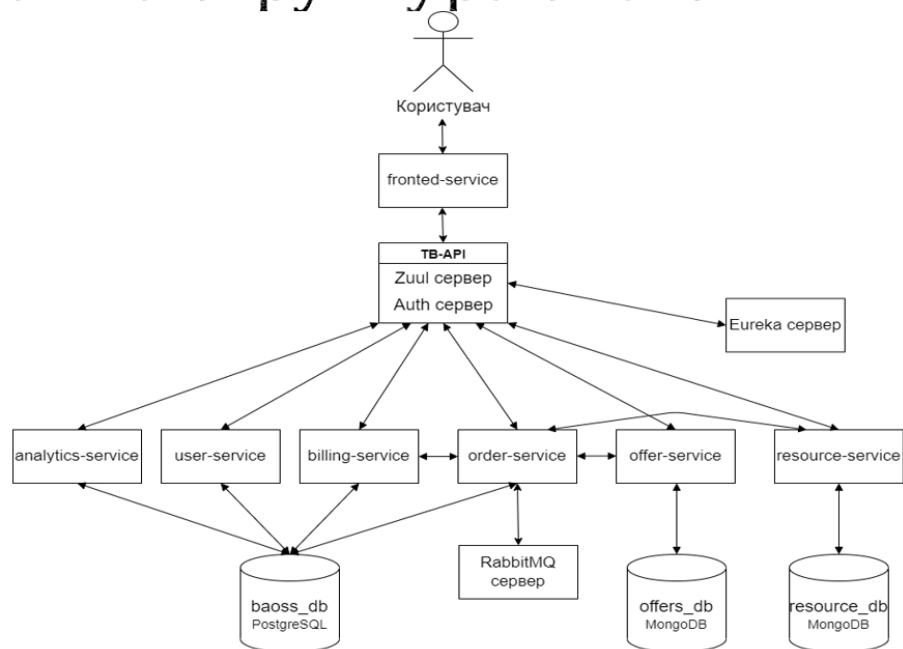 Користувач
fronted-service
TB-API
Zuul сервер
Auth сервер
Eureka сервер
analytics-service
user-service
billing-service
order-service
offer-service
resource-service
RabbitMQ
сервер
baoss_db
PostgreSQL
offers_db
MongoDB
resource_db
MongoDB